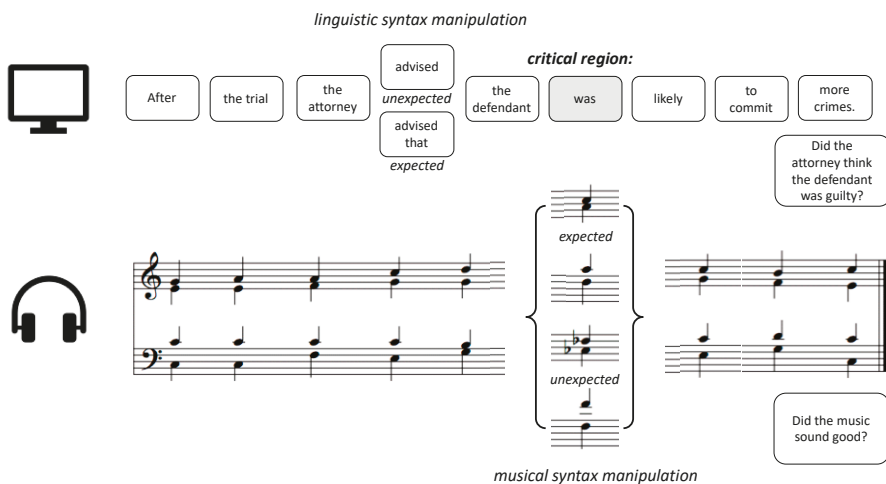 linguistic syntax manipulation
advised
unexpected
critical region:
After
the trial
the
attorney
the
defendant
was
likely
to
commit
more
crimes.
advised
that
expected
Did the
attorney think
the defendant
was guilty?
expected
unexpected
Did the music
sound good?
musical syntax manipulation